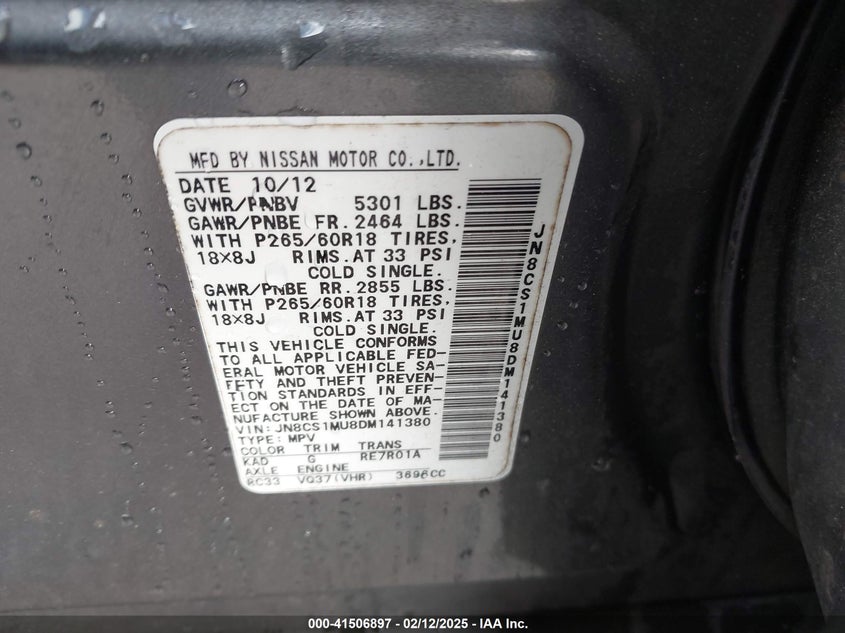 MFD BY NISSAN MOTOR CO.,LTD.
DATE 10/12
GVWR/PNBV 5301 LBS.
GAWR/PNBE FR. 2464 LBS.
WITH P265/60R18 TIRES,
18×8J RIMS.AT 33 PSI
COLD SINGLE.
GAWR/PNBE RR. 2855 LBS.
WITH P265/60R18 TIRES,
18×8J RIMS.AT 33 PSI
COLD SINGLE.
THIS VEHICLE CONFORMS
TO ALL APPLICABLE FED-
ERAL MOTOR VEHICLE SA-
FETY AND THEFT PREVEN-
TION STANDARDS IN EFF-
ECT ON THE DATE OF MA-
NUFACTURE SHOWN ABOVE.
VIN: JN8CS1MU8DM141380
TYPE: MPV
COLOR TRIM TRANS
KAD G RE7R01A
AXLE ENGINE
RC33 VQ37(VHR) 3696CC
JN8CS1MU8DM141380
000-41506897 - 02/12/2025 - IAA Inc.